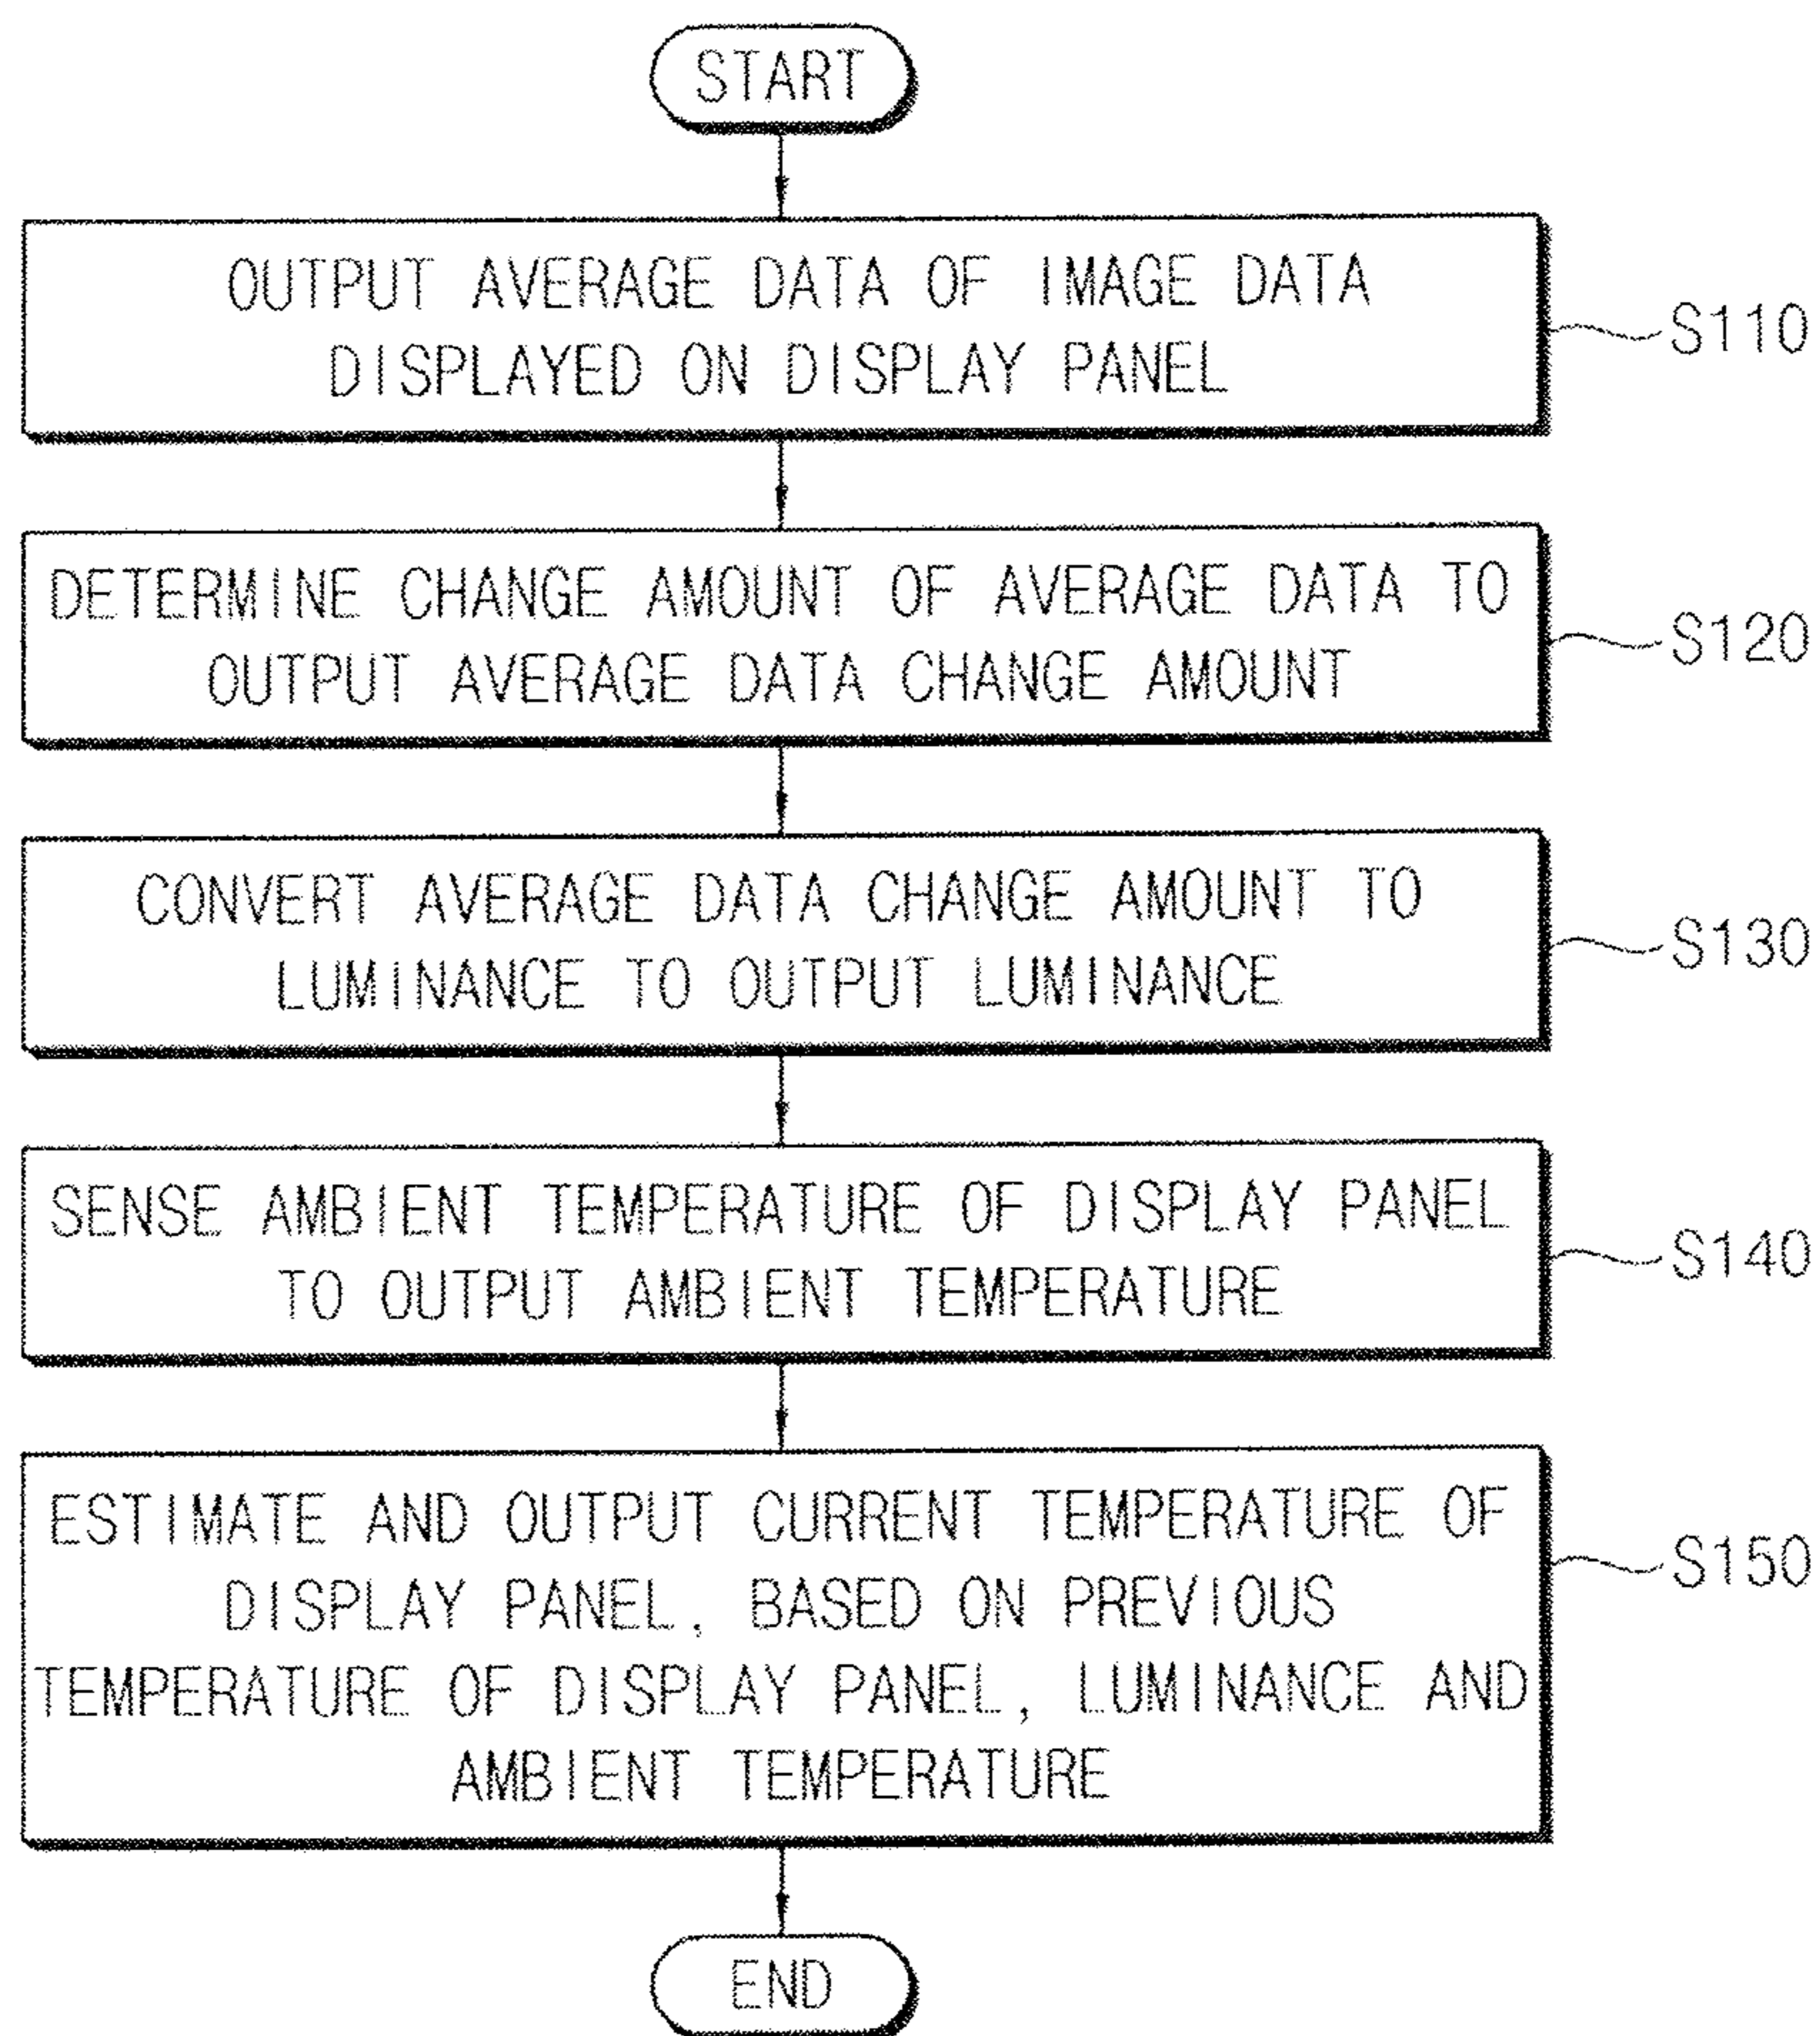 START
OUTPUT AVERAGE DATA OF IMAGE DATA
DISPLAYED ON DISPLAY PANEL
S110
DETERMINE CHANGE AMOUNT OF AVERAGE DATA TO
OUTPUT AVERAGE DATA CHANGE AMOUNT
S120
CONVERT AVERAGE DATA CHANGE AMOUNT TO
LUMINANCE TO OUTPUT LUMINANCE
S130
SENSE AMBIENT TEMPERATURE OF DISPLAY PANEL
TO OUTPUT AMBIENT TEMPERATURE
S140
ESTIMATE AND OUTPUT CURRENT TEMPERATURE OF
DISPLAY PANEL, BASED ON PREVIOUS
TEMPERATURE OF DISPLAY PANEL, LUMINANCE AND
AMBIENT TEMPERATURE
S150
END